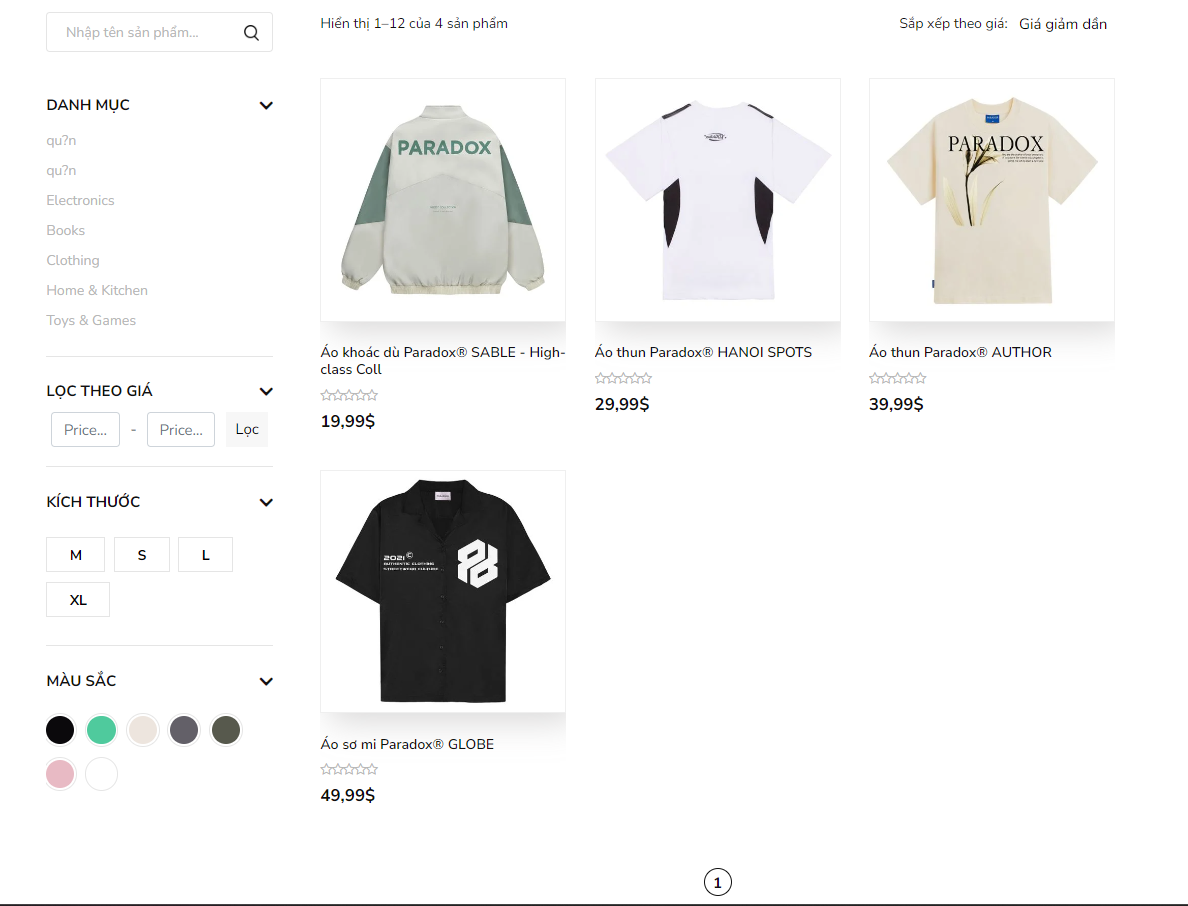 Nhập tên sản phẩm...
DANH MỤC
qu?n
qu?n
Electronics
Books
Clothing
Home & Kitchen
Toys & Games
LỌC THEO GIÁ
Price... - Price... Lọc
KÍCH THƯỚC
M S L
XL
MÀU SẮC
Hiển thị 1–12 của 4 sản phẩm
Sắp xếp theo giá: Giá giảm dần
PARADOX
Áo khoác dù Paradox® SABLE - High-
class Coll
19,99$
Áo thun Paradox® HANOI SPOTS
29,99$
PARADOX
Áo thun Paradox® AUTHOR
39,99$
2021©
AUTHENTIC CLOTHING
STREETWEAR CULTURE
Áo sơ mi Paradox® GLOBE
49,99$
1